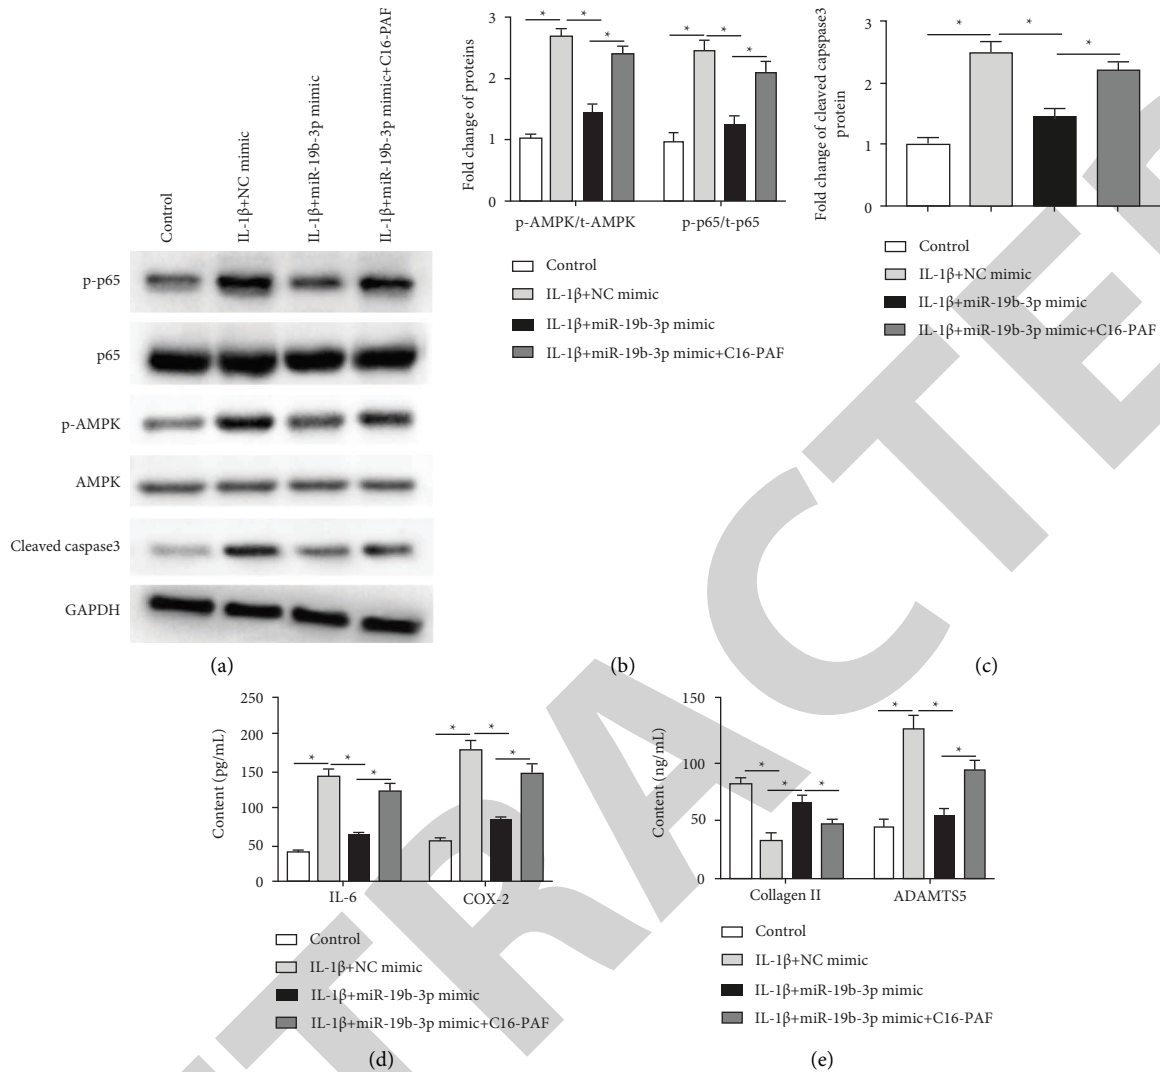 Control
IL-1β+NC mimic
IL-1β+miR-19b-3p mimic
IL-1β+miR-19b-3p mimic+C16-PAF
p-p65
p65
p-AMPK
AMPK
Cleaved caspase3
GAPDH
(a)
Fold change of proteins
3
2
1
0
* * * * * *
p-AMPK/t-AMPK p-p65/t-p65
Control
IL-1β+NC mimic
IL-1β+miR-19b-3p mimic
IL-1β+miR-19b-3p mimic+C16-PAF
(b)
Fold change of cleaved capspase3
protein
3
2
1
0
* * *
Control
IL-1β+NC mimic
IL-1β+miR-19b-3p mimic
IL-1β+miR-19b-3p mimic+C16-PAF
(c)
Content (pg/mL)
250
200
150
100
50
0
* * * * * *
IL-6 COX-2
Control
IL-1β+NC mimic
IL-1β+miR-19b-3p mimic
IL-1β+miR-19b-3p mimic+C16-PAF
(d)
Content (ng/mL)
150
100
50
0
* * * * * *
Collagen II ADAMTS5
Control
IL-1β+NC mimic
IL-1β+miR-19b-3p mimic
IL-1β+miR-19b-3p mimic+C16-PAF
(e)
TRACTE